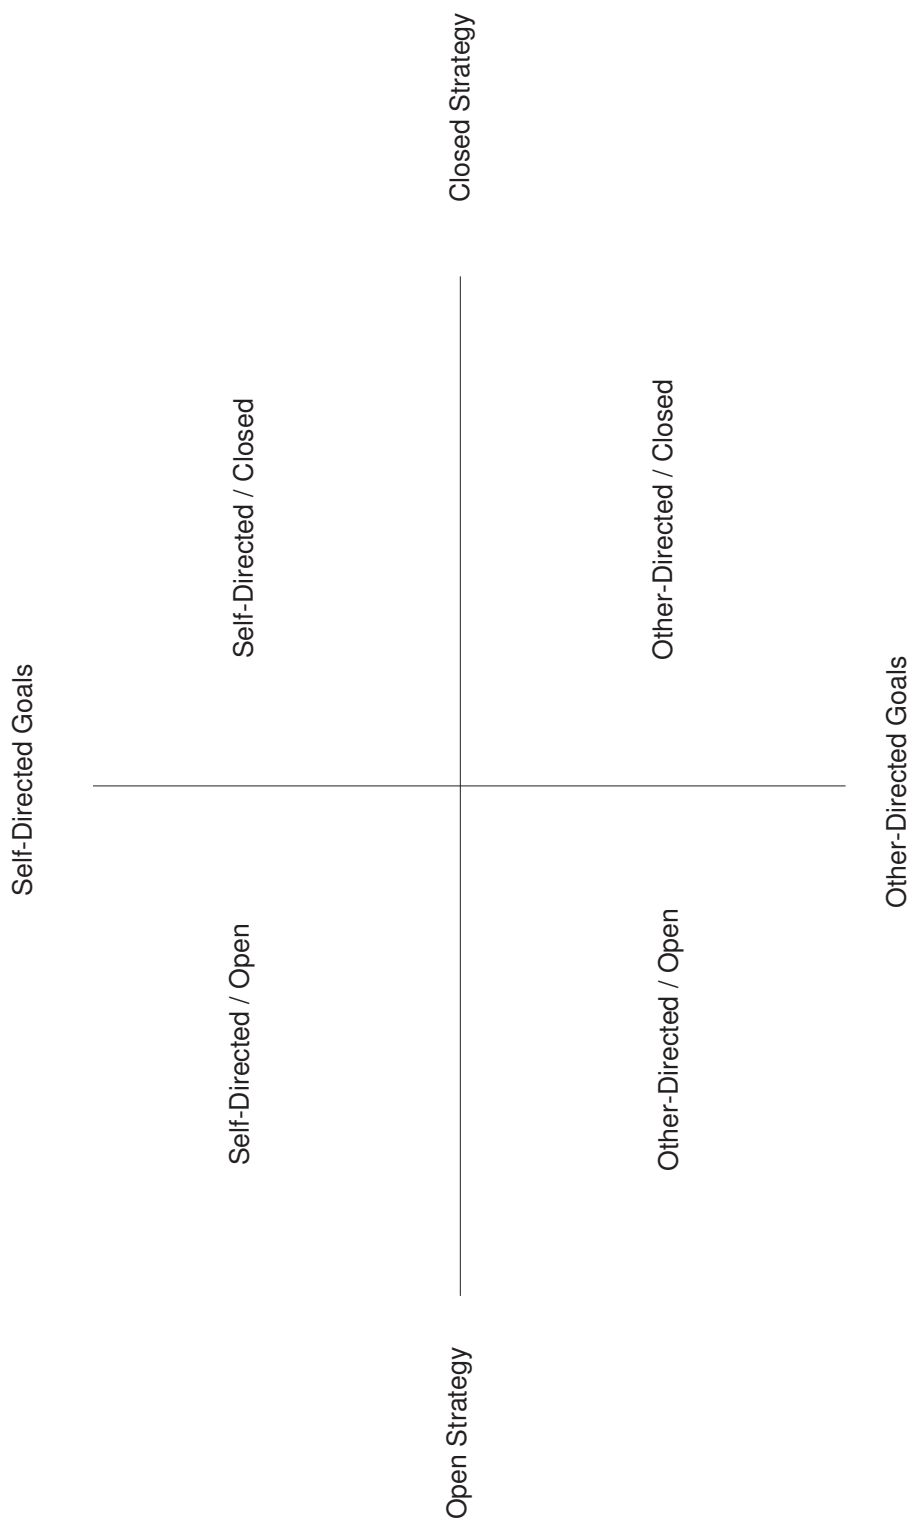 Self-Directed Goals
Self-Directed / Open
Self-Directed / Closed
Open Strategy
Closed Strategy
Other-Directed / Open
Other-Directed / Closed
Other-Directed Goals